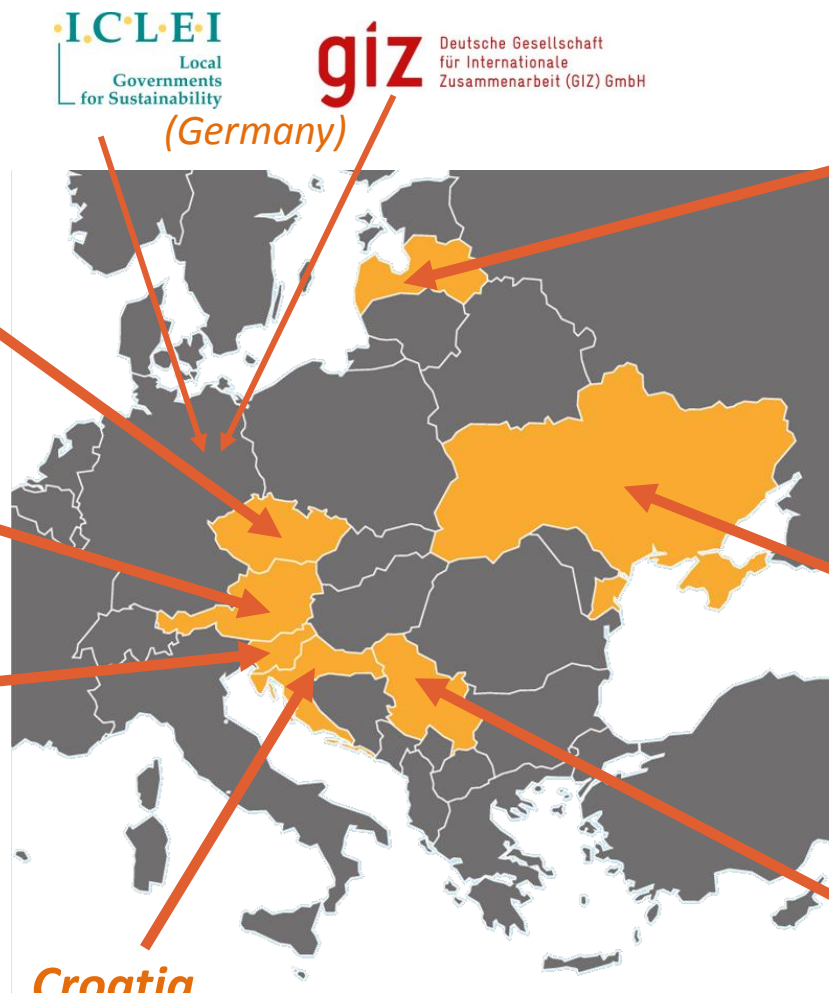 I.C.L.E.I
Local
Governments
for Sustainability
giz
Deutsche Gesellschaft
für Internationale
Zusammenarbeit (GIZ) GmbH
(Germany)
Croatia